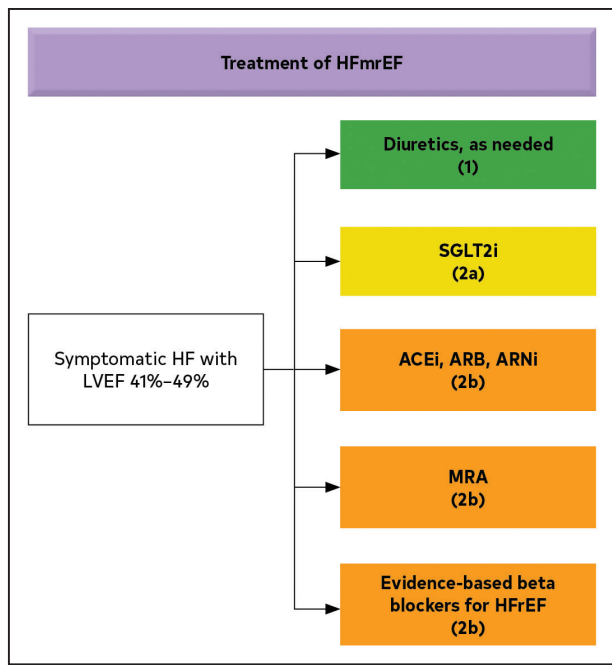 Treatment of HFmrEF
Diuretics, as needed
(1)
SGLT2i
(2a)
Symptomatic HF with
LVEF 41%–49%
ACEi, ARB, ARNi
(2b)
MRA
(2b)
Evidence-based beta
blockers for HFrEF
(2b)